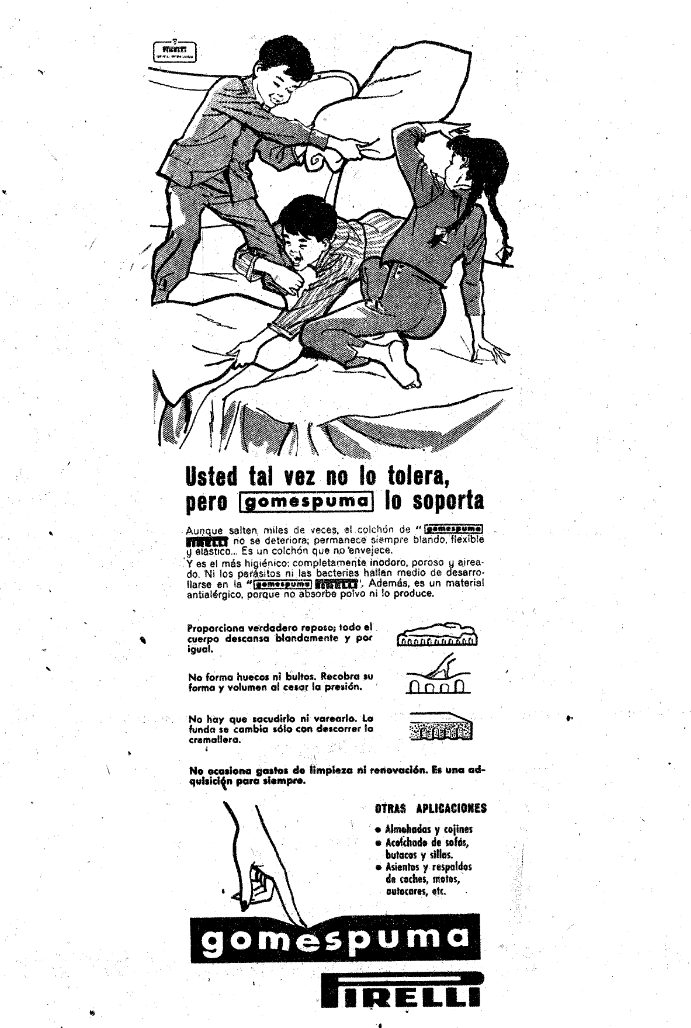 PIRELLI
Usted tal vez no lo tolera,
pero gomespuma lo soporta
Aunque salten miles de veces, el colchón de "gomespuma
PIRELLI no se deteriora; permanece siempre blando, flexible
y elástico... Es un colchón que no envejece.
Y es el más higiénico: completamente inodoro, poroso y airea-
do. Ni los parásitos ni las bacterias hallan medio de desarro-
llarse en la "gomespuma PIRELLI". Además, es un material
antialérgico, porque no absorbe polvo ni lo produce.
Proporciona verdadero reposo; todo el
cuerpo descansa blandamente y por
igual.
No forma huecos ni bultos. Recobra su
forma y volumen al cesar la presión.
No hay que sacudirlo ni varearlo. La
funda se cambia sólo con descorrer la
cremallera.
No ocasiona gastos de limpieza ni renovación. Es una ad-
quisición para siempre.
OTRAS APLICACIONES
• Almohadas y cojines
• Acolchado de sofás,
butacas y sillas.
• Asientos y respaldos
de coches, motos,
autocares, etc.
gomespuma
PIRELLI